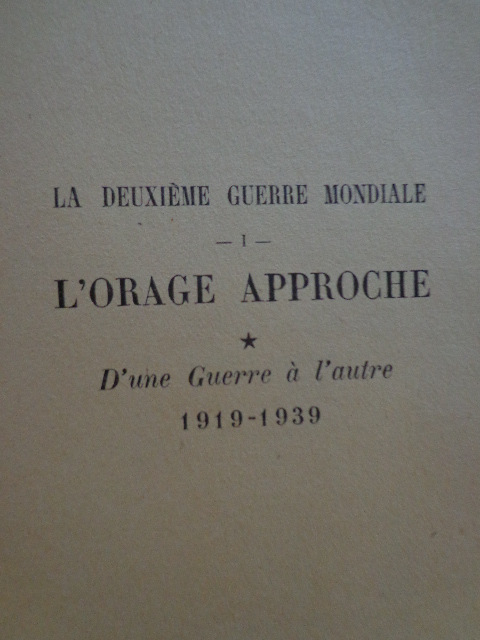 LA DEUXIÈME GUERRE MONDIALE
— I —
L'ORAGE APPROCHE
★
D'une Guerre à l'autre
1919-1939